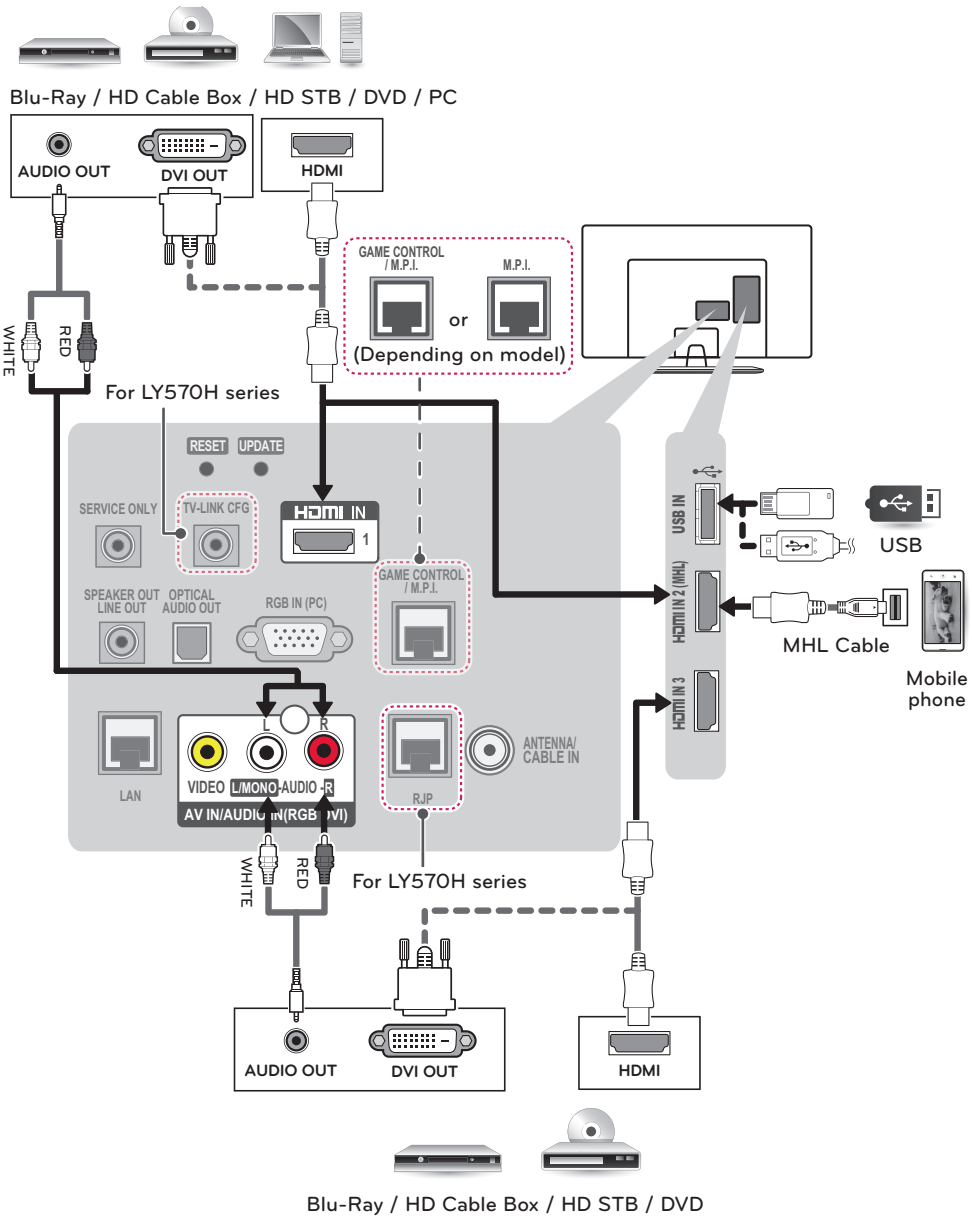 Blu-Ray / HD Cable Box / HD STB / DVD / PC
AUDIO OUT
DVI OUT
HDMI
WHITE
RED
GAME CONTROL
/ M.P.I.
M.P.I.
or
(Depending on model)
For LY570H series
RESET
UPDATE
SERVICE ONLY
TV-LINK CFG
HDMI IN
1
SPEAKER OUT
LINE OUT
OPTICAL
AUDIO OUT
RGB IN (PC)
GAME CONTROL
/ M.P.I.
USB IN
USB
HDMI IN 2 (MHL)
MHL Cable
Mobile
phone
HDMI IN 3
LAN
L
R
VIDEO L/MONO-AUDIO-R
AV IN/AUDIO IN(RGB DVI)
RJP
ANTENNA/
CABLE IN
WHITE
RED
For LY570H series
AUDIO OUT
DVI OUT
HDMI
Blu-Ray / HD Cable Box / HD STB / DVD